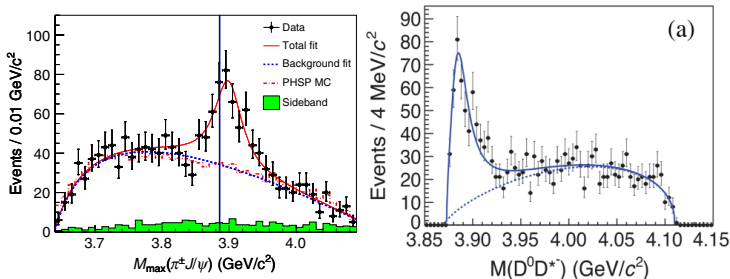 Events / 0.01 GeV/c²
100
80
60
40
20
0
Data
Total fit
Background fit
PHSP MC
Sideband
3.7 3.8 3.9 4.0
M_max(π±J/ψ) (GeV/c²)
(a)
Events / 4 MeV/c²
90
80
70
60
50
40
30
20
10
0
3.85 3.90 3.95 4.00 4.05 4.10 4.15
M(D⁰D*⁻) (GeV/c²)